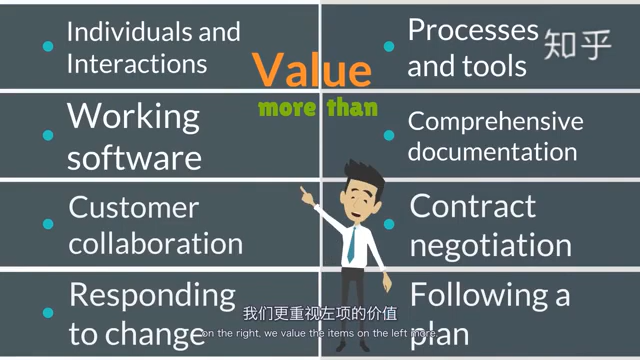 Individuals and
Interactions
Value
more than
Processes
and tools
知乎
Working
software
Comprehensive
documentation
Customer
collaboration
Contract
negotiation
Responding
to change
Following a
plan
我们更重视左项的价值
on the right, we value the items on the left more.